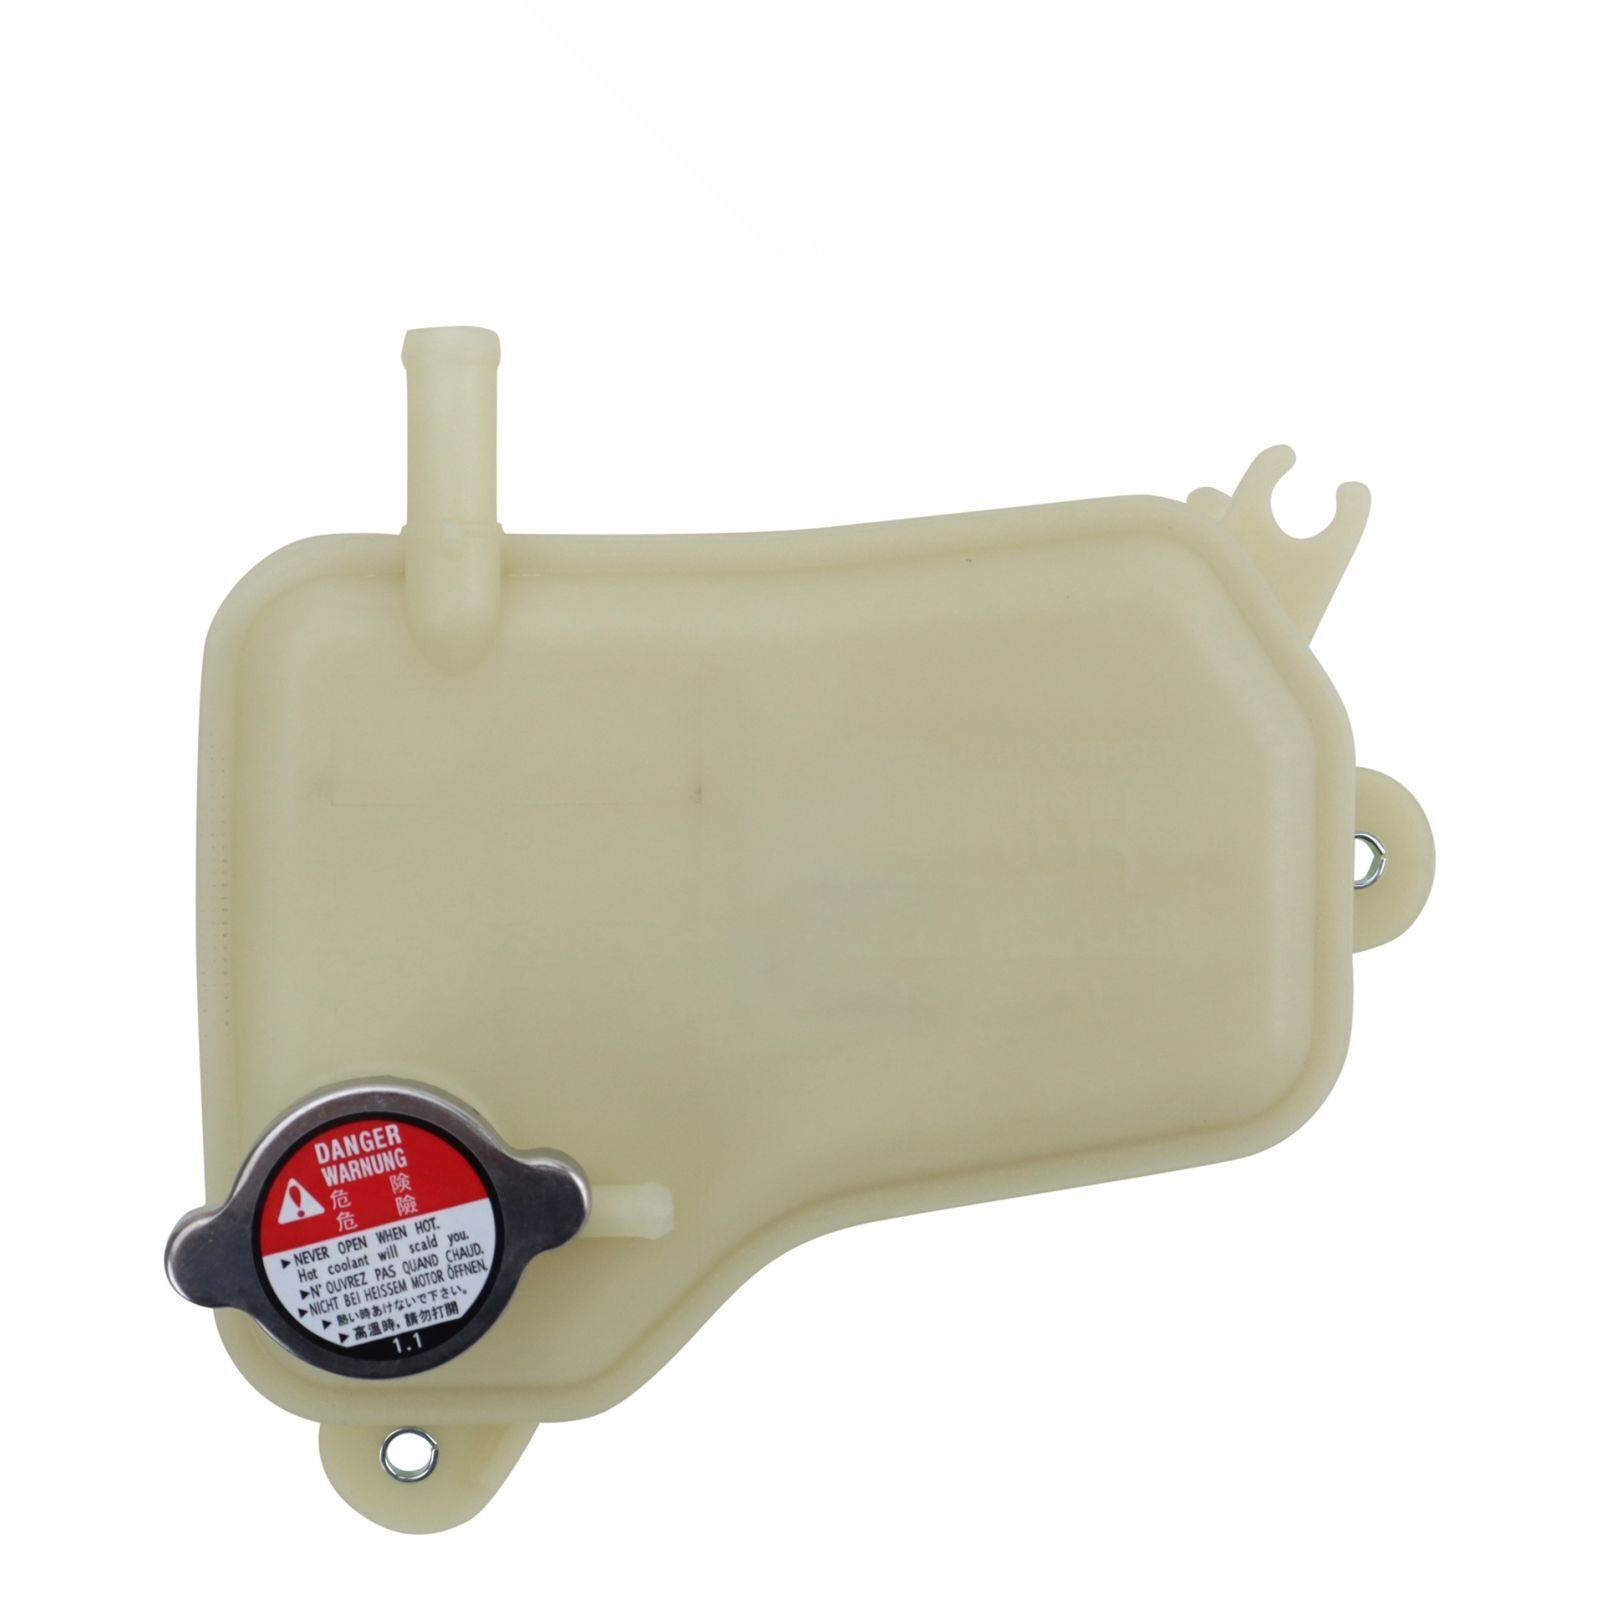 DANGER
WARNUNG
危 険
危 險
▶NEVER OPEN WHEN HOT.
Hot coolant will scald you.
▶N' OUVREZ PAS QUAND CHAUD.
▶NICHT BEI HEISSEM MOTOR ÖFFNEN.
▶熱い時あけないで下さい。
▶高溫時,請勿打開
1.1